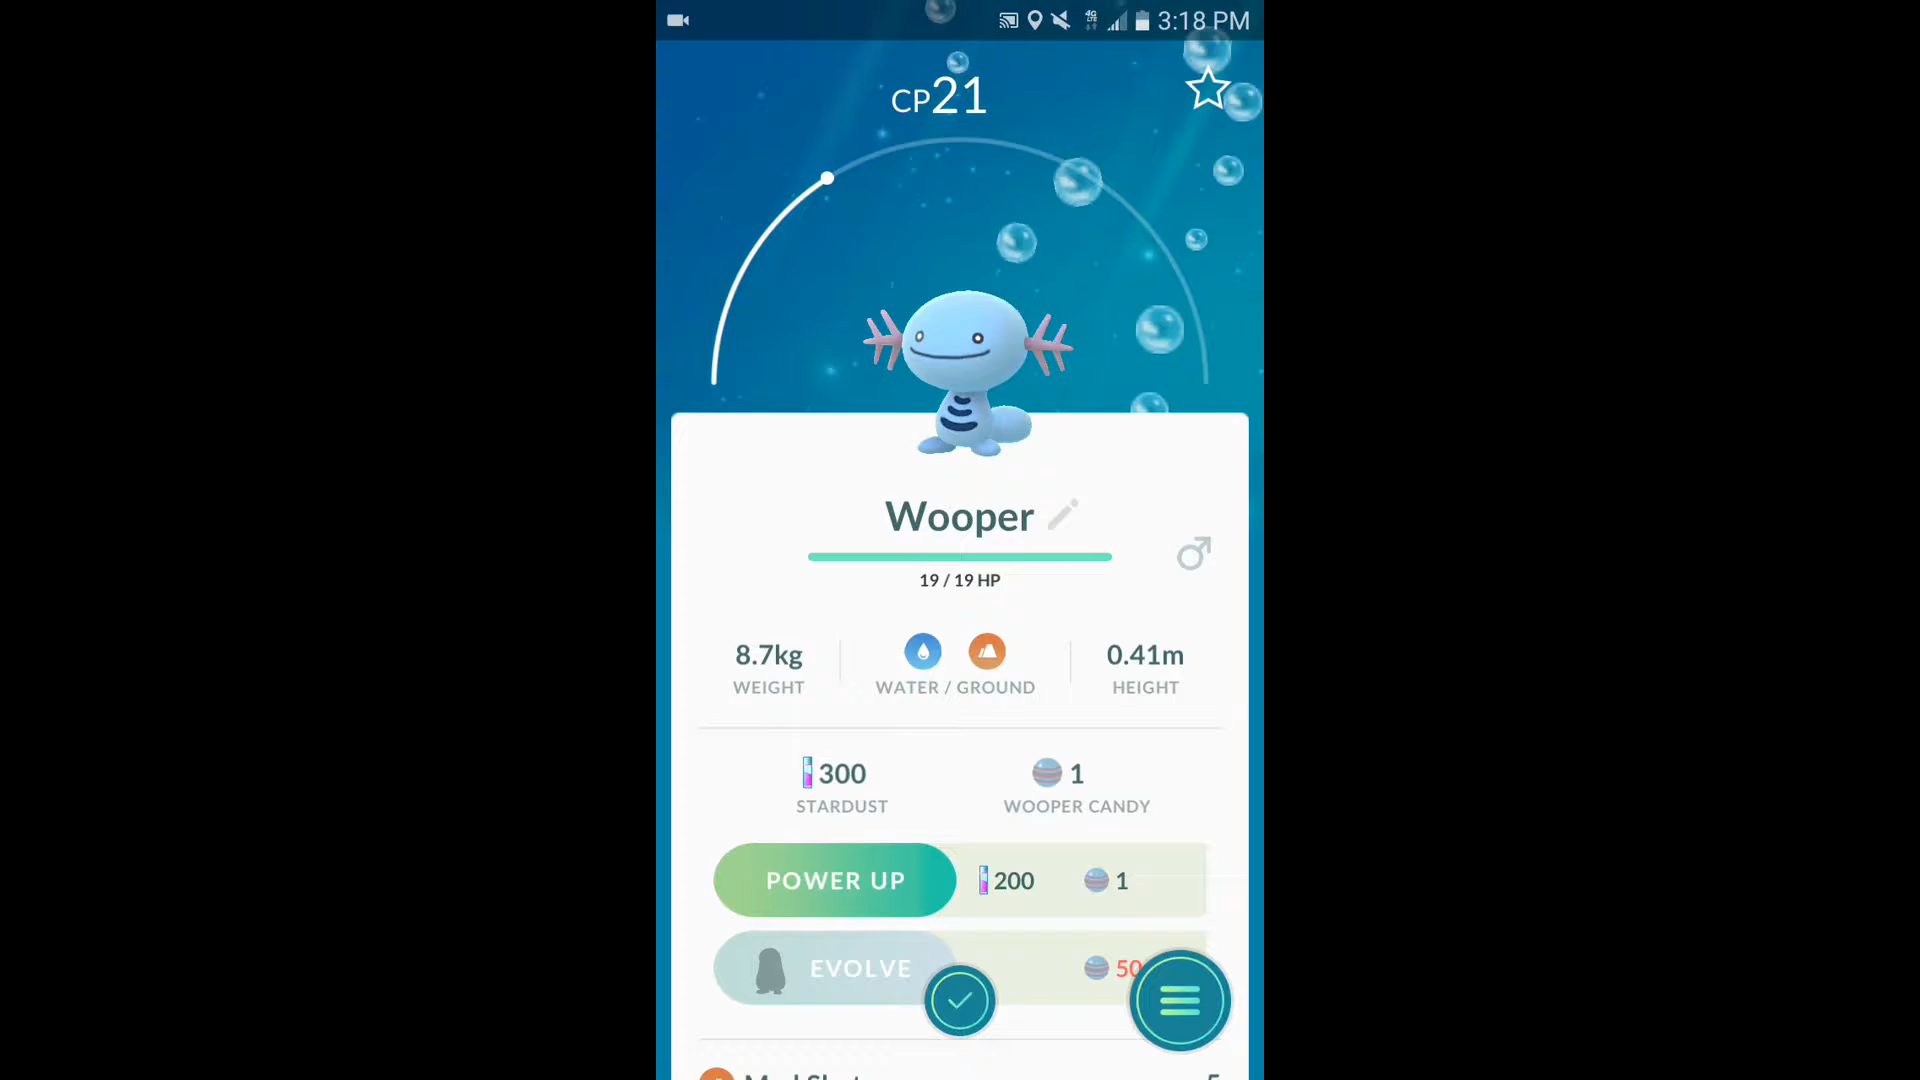 3:18 PM
CP21
Wooper
19 / 19 HP
8.7kg
WEIGHT
WATER / GROUND
0.41m
HEIGHT
300
STARDUST
1
WOOPER CANDY
POWER UP 200 1
EVOLVE 50